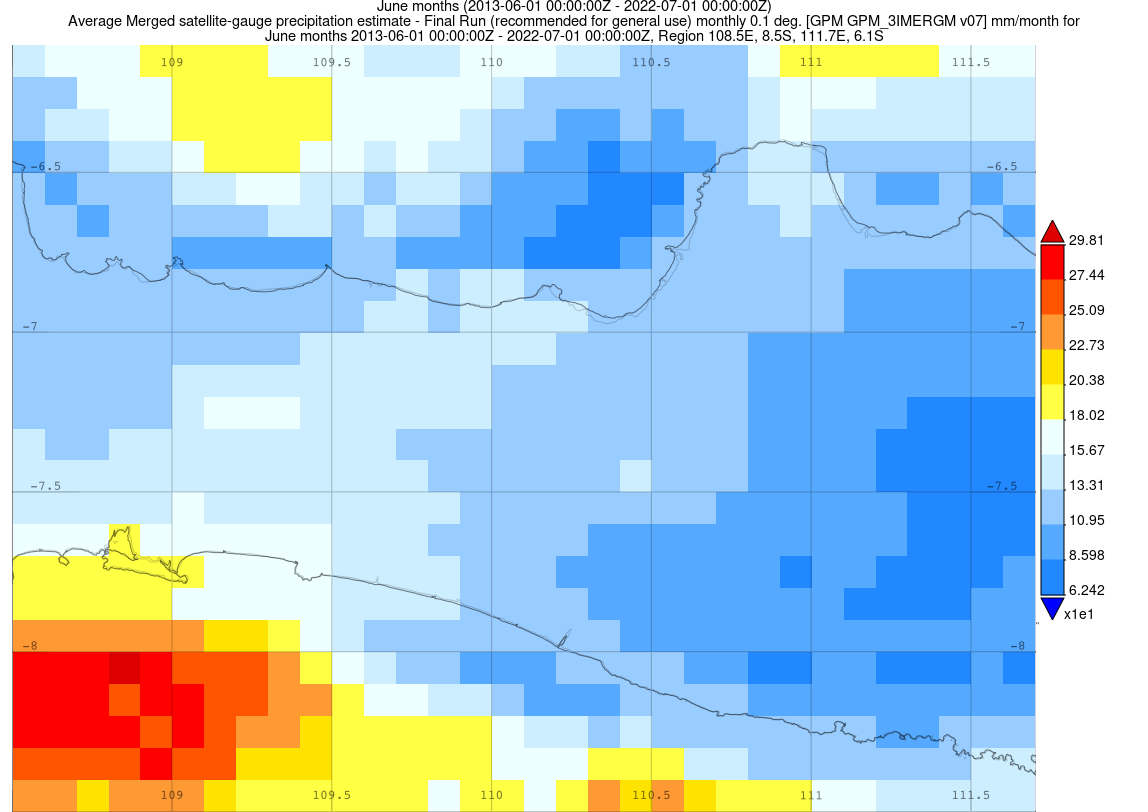 June months (2013-06-01 00:00:00Z - 2022-07-01 00:00:00Z)
Average Merged satellite-gauge precipitation estimate - Final Run (recommended for general use) monthly 0.1 deg. [GPM GPM_3IMERGM v07] mm/month for
June months 2013-06-01 00:00:00Z - 2022-07-01 00:00:00Z, Region 108.5E, 8.5S, 111.7E, 6.1S
109 109.5 110 110.5 111 111.5
-6.5 -6.5
-7 -7
-7.5 -7.5
-8 -8
109 109.5 110 110.5 111 111.5
29.81
27.44
25.09
22.73
20.38
18.02
15.67
13.31
10.95
8.598
6.242
x1e1